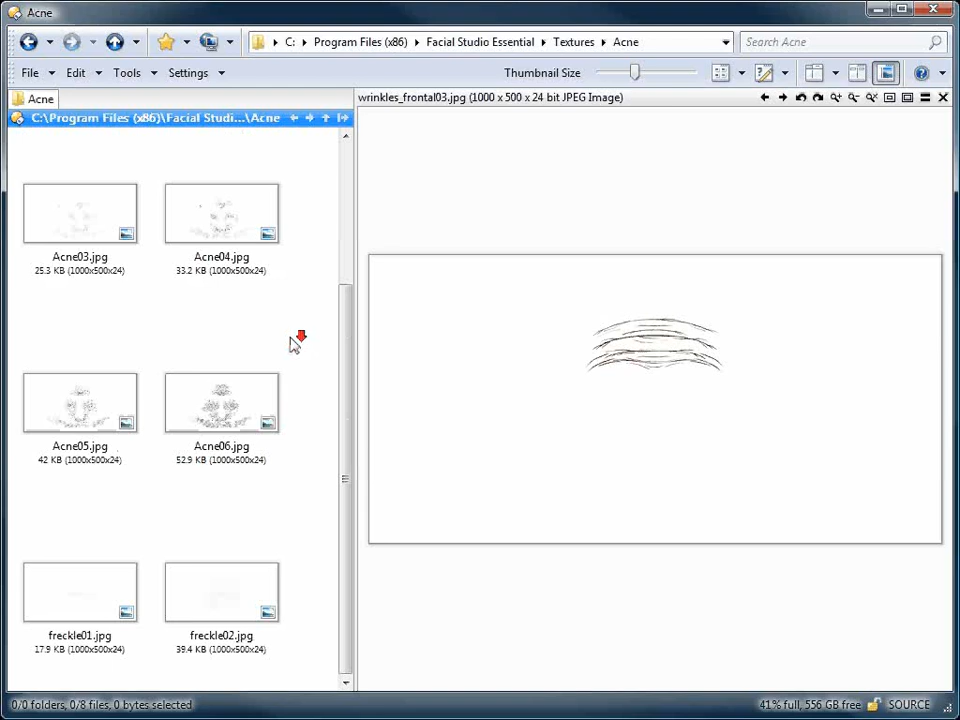 Acne
C: Program Files (x86) Facial Studio Essential Textures Acne
Search Acne
File Edit Tools Settings Thumbnail Size
Acne
wrinkles_frontal03.jpg (1000 x 500 x 24 bit JPEG Image)
C:\Program Files (x86)\Facial Studi...\Acne
Acne03.jpg Acne04.jpg
25.3 KB (1000x500x24) 33.2 KB (1000x500x24)
Acne05.jpg Acne06.jpg
42 KB (1000x500x24) 52.9 KB (1000x500x24)
freckle01.jpg freckle02.jpg
17.9 KB (1000x500x24) 39.4 KB (1000x500x24)
0/0 folders, 0/8 files, 0 bytes selected
41% full, 556 GB free SOURCE